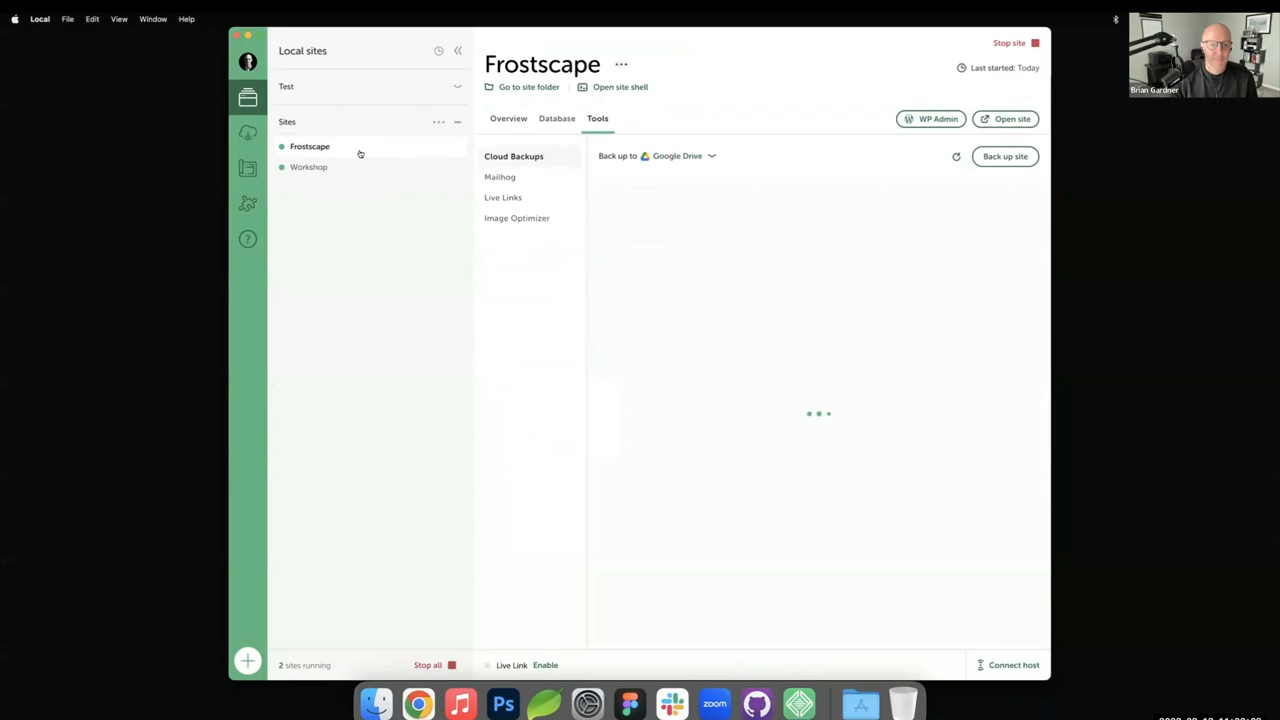 Local File Edit View Window Help
Brian Gardner
Local sites
Test
Sites
Frostscape
Workshop
2 sites running
Stop all
Frostscape
Stop site
Last started: Today
Go to site folder
Open site shell
Overview Database Tools
WP Admin
Open site
Cloud Backups
Mailhog
Live Links
Image Optimizer
Back up to Google Drive
Back up site
Live Link Enable
Connect host
Ps
zoom